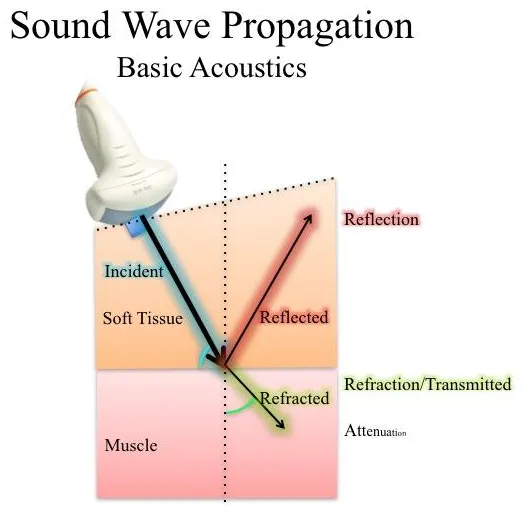 Sound Wave Propagation
Basic Acoustics
Reflection
Incident
Soft Tissue
Reflected
Refraction/Transmitted
Refracted
Attenuation
Muscle